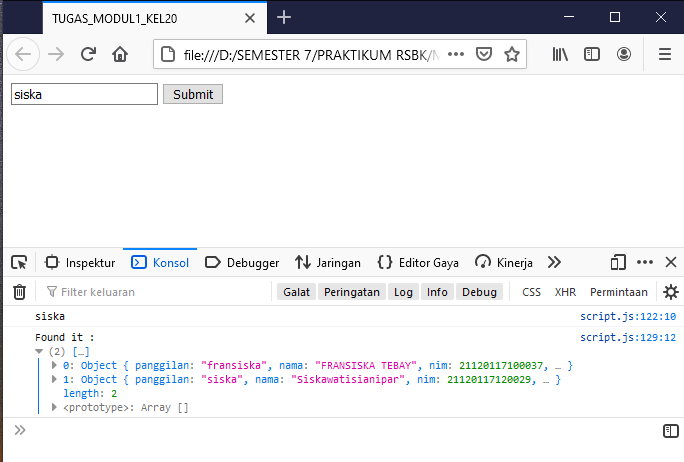 TUGAS_MODUL1_KEL20
file:///D:/SEMESTER 7/PRAKTIKUM RSBK/M
siska Submit
Inspektur Konsol Debugger Jaringan Editor Gaya Kinerja
Filter keluaran Galat Peringatan Log Info Debug CSS XHR Permintaan
siska script.js:122:10
Found it : script.js:129:12
(2) […]
0: Object { panggilan: "fransiska", nama: "FRANSISKA TEBAY", nim: 21120117100037, … }
1: Object { panggilan: "siska", nama: "Siskawatisianipar", nim: 21120117120029, … }
length: 2
<prototype>: Array []